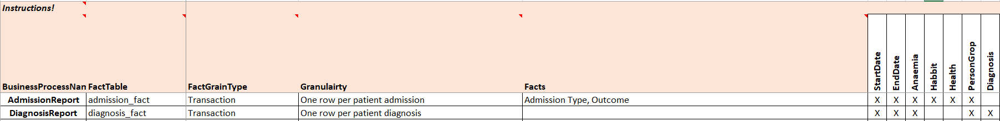 Instructions!
StartDate EndDate Anaemia Habbit Health PersonGrop Diagnosis
BusinessProcessNan FactTable FactGrainType Granulairty Facts
AdmissionReport admission_fact Transaction One row per patient admission Admission Type, Outcome X X X X X X
DiagnosisReport diagnosis_fact Transaction One row per patient diagnosis X X X X X